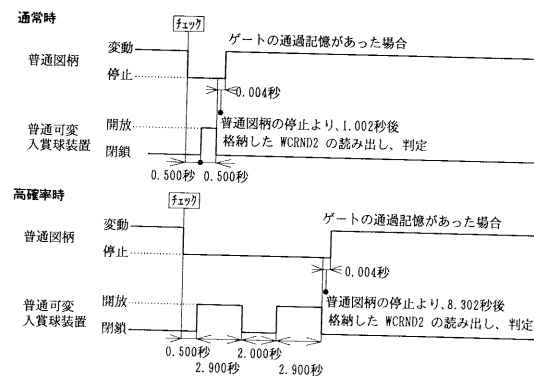 通常時
チェック
ゲートの通過記憶があった場合
普通図柄
変動
停止
0.004秒
普通図柄の停止より、1.002秒後
格納した WCRND2 の読み出し、判定
普通可変
入賞球装置
開放
閉鎖
0.500秒
0.500秒
高確率時
チェック
ゲートの通過記憶があった場合
普通図柄
変動
停止
0.004秒
普通図柄の停止より、8.302秒後
格納した WCRND2 の読み出し、判定
普通可変
入賞球装置
開放
閉鎖
0.500秒
2.000秒
2.900秒
2.900秒